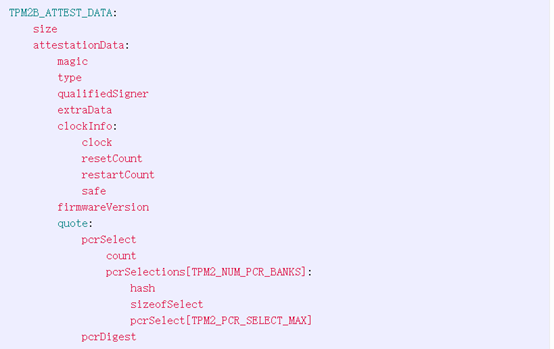 TPM2B_ATTEST_DATA:
size
attestationData:
magic
type
qualifiedSigner
extraData
clockInfo:
clock
resetCount
restartCount
safe
firmwareVersion
quote:
pcrSelect
count
pcrSelections[TPM2_NUM_PCR_BANKS]:
hash
sizeofSelect
pcrSelect[TPM2_PCR_SELECT_MAX]
pcrDigest